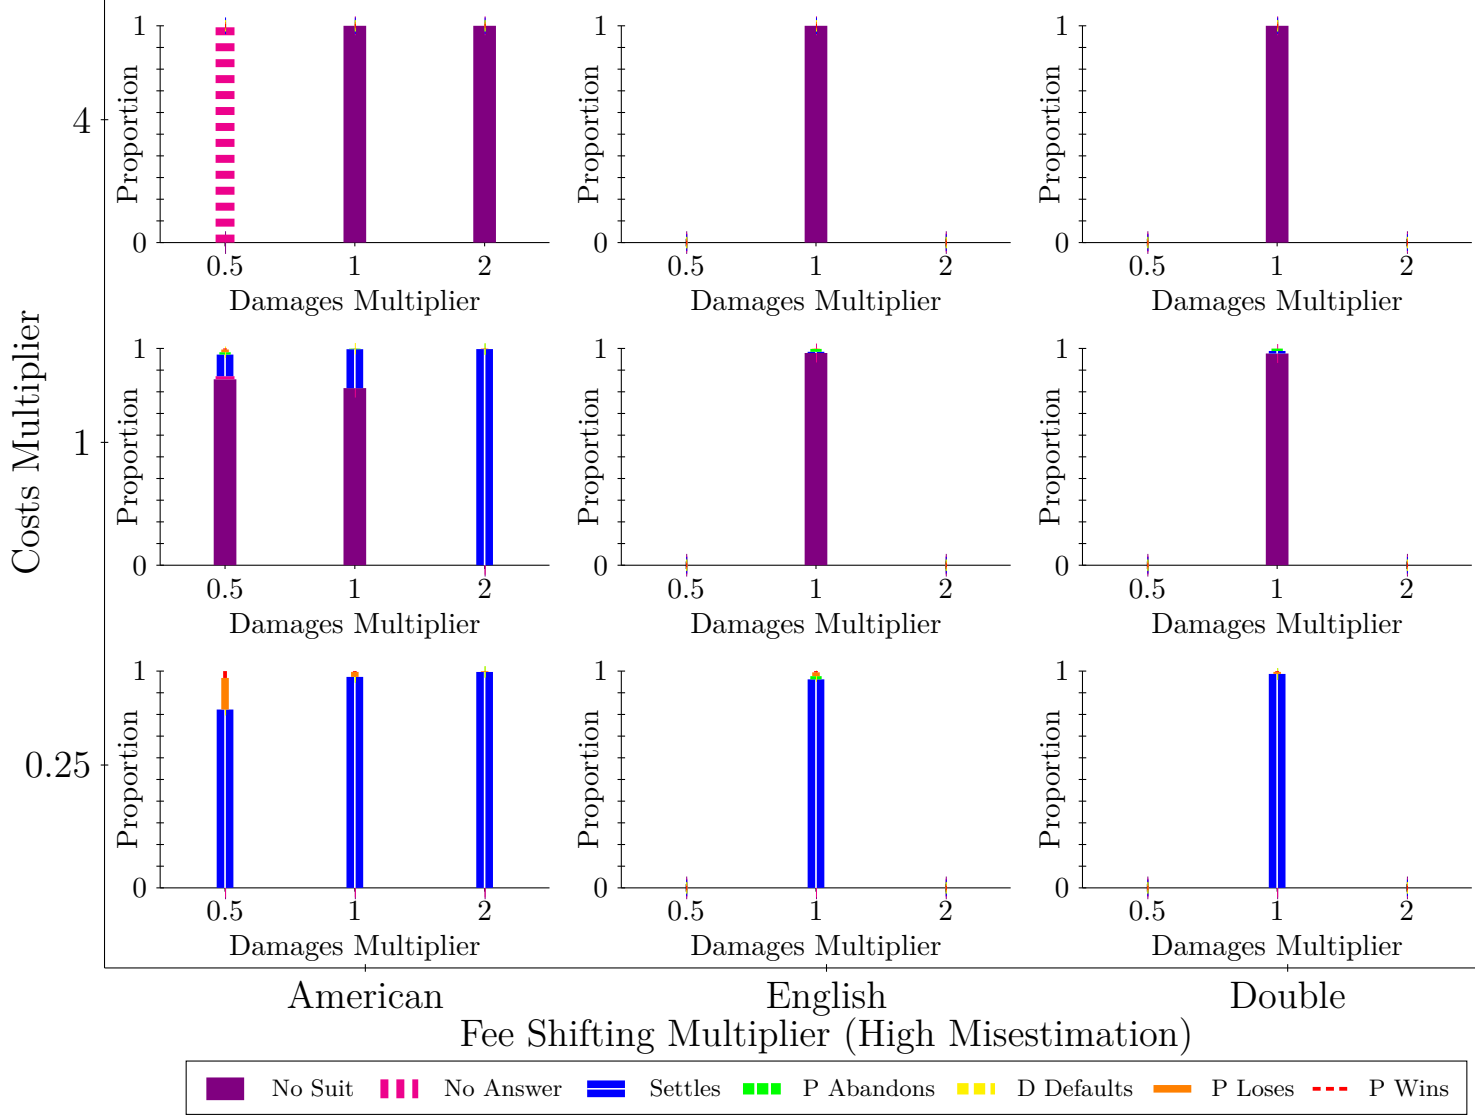 Costs Multiplier
4
1
0.25
Proportion
1
0
0.5 1 2
Damages Multiplier
Proportion
1
0
0.5 1 2
Damages Multiplier
Proportion
1
0
0.5 1 2
Damages Multiplier
Proportion
1
0
0.5 1 2
Damages Multiplier
Proportion
1
0
0.5 1 2
Damages Multiplier
Proportion
1
0
0.5 1 2
Damages Multiplier
Proportion
1
0
0.5 1 2
Damages Multiplier
Proportion
1
0
0.5 1 2
Damages Multiplier
Proportion
1
0
0.5 1 2
Damages Multiplier
American English Double
Fee Shifting Multiplier (High Misestimation)
No Suit No Answer Settles P Abandons D Defaults P Loses P Wins